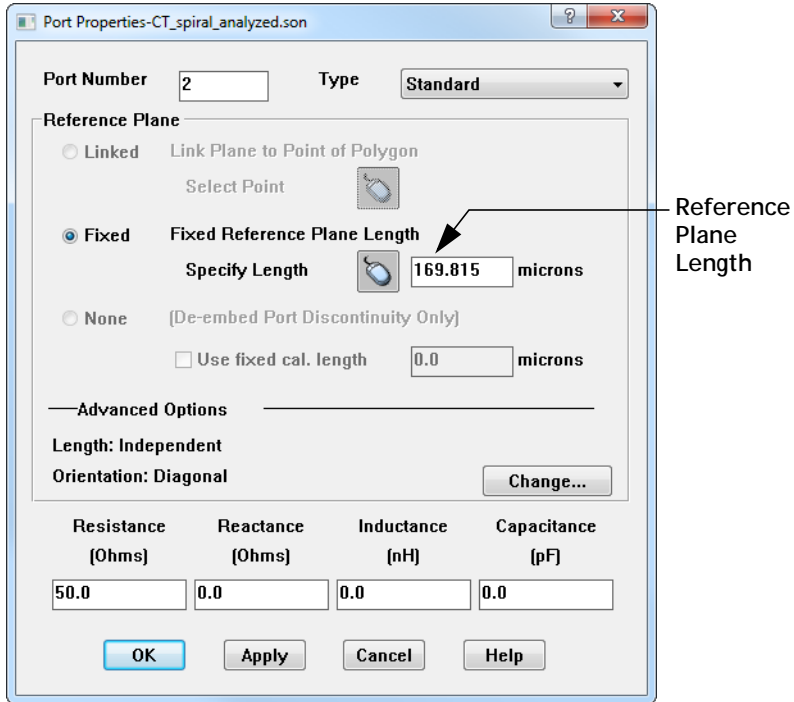 Port Properties-CT_spiral_analyzed.son
Port Number 2 Type Standard
Reference Plane
Linked Link Plane to Point of Polygon
Select Point
Fixed Fixed Reference Plane Length
Specify Length 169.815 microns
None (De-embed Port Discontinuity Only)
Use fixed cal. length 0.0 microns
Advanced Options
Length: Independent
Orientation: Diagonal
Change...
Resistance Reactance Inductance Capacitance
(Ohms) (Ohms) (nH) (pF)
50.0 0.0 0.0 0.0
OK Apply Cancel Help
Reference
Plane
Length